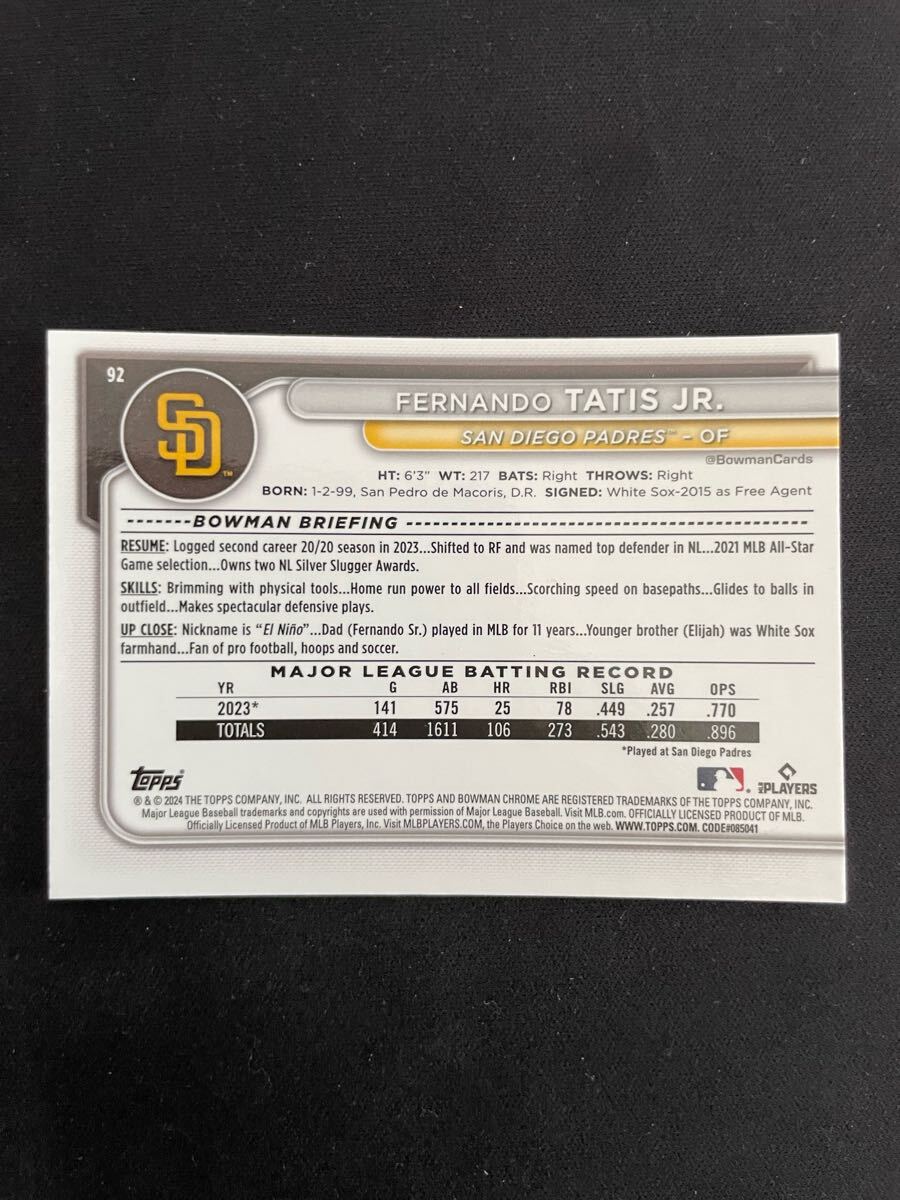 92
SD
™
FERNANDO TATIS JR.
SAN DIEGO PADRES™ – OF
@BowmanCards
HT: 6'3" WT: 217 BATS: Right THROWS: Right
BORN: 1-2-99, San Pedro de Macoris, D.R. SIGNED: White Sox-2015 as Free Agent
BOWMAN BRIEFING
RESUME: Logged second career 20/20 season in 2023...Shifted to RF and was named top defender in NL...2021 MLB All-Star
Game selection...Owns two NL Silver Slugger Awards.
SKILLS: Brimming with physical tools...Home run power to all fields...Scorching speed on basepaths...Glides to balls in
outfield...Makes spectacular defensive plays.
UP CLOSE: Nickname is "El Niño"...Dad (Fernando Sr.) played in MLB for 11 years...Younger brother (Elijah) was White Sox
farmhand...Fan of pro football, hoops and soccer.
MAJOR LEAGUE BATTING RECORD
YR G AB HR RBI SLG AVG OPS
2023* 141 575 25 78 .449 .257 .770
TOTALS 414 1611 106 273 .543 .280 .896
*Played at San Diego Padres
topps
PLAYERS
® & © 2024 THE TOPPS COMPANY, INC. ALL RIGHTS RESERVED. TOPPS AND BOWMAN CHROME ARE REGISTERED TRADEMARKS OF THE TOPPS COMPANY, INC.
Major League Baseball trademarks and copyrights are used with permission of Major League Baseball. Visit MLB.com. OFFICIALLY LICENSED PRODUCT OF MLB.
Officially Licensed Product of MLB Players, Inc. Visit MLBPLAYERS.COM, the Players Choice on the web. WWW.TOPPS.COM. CODE#085041